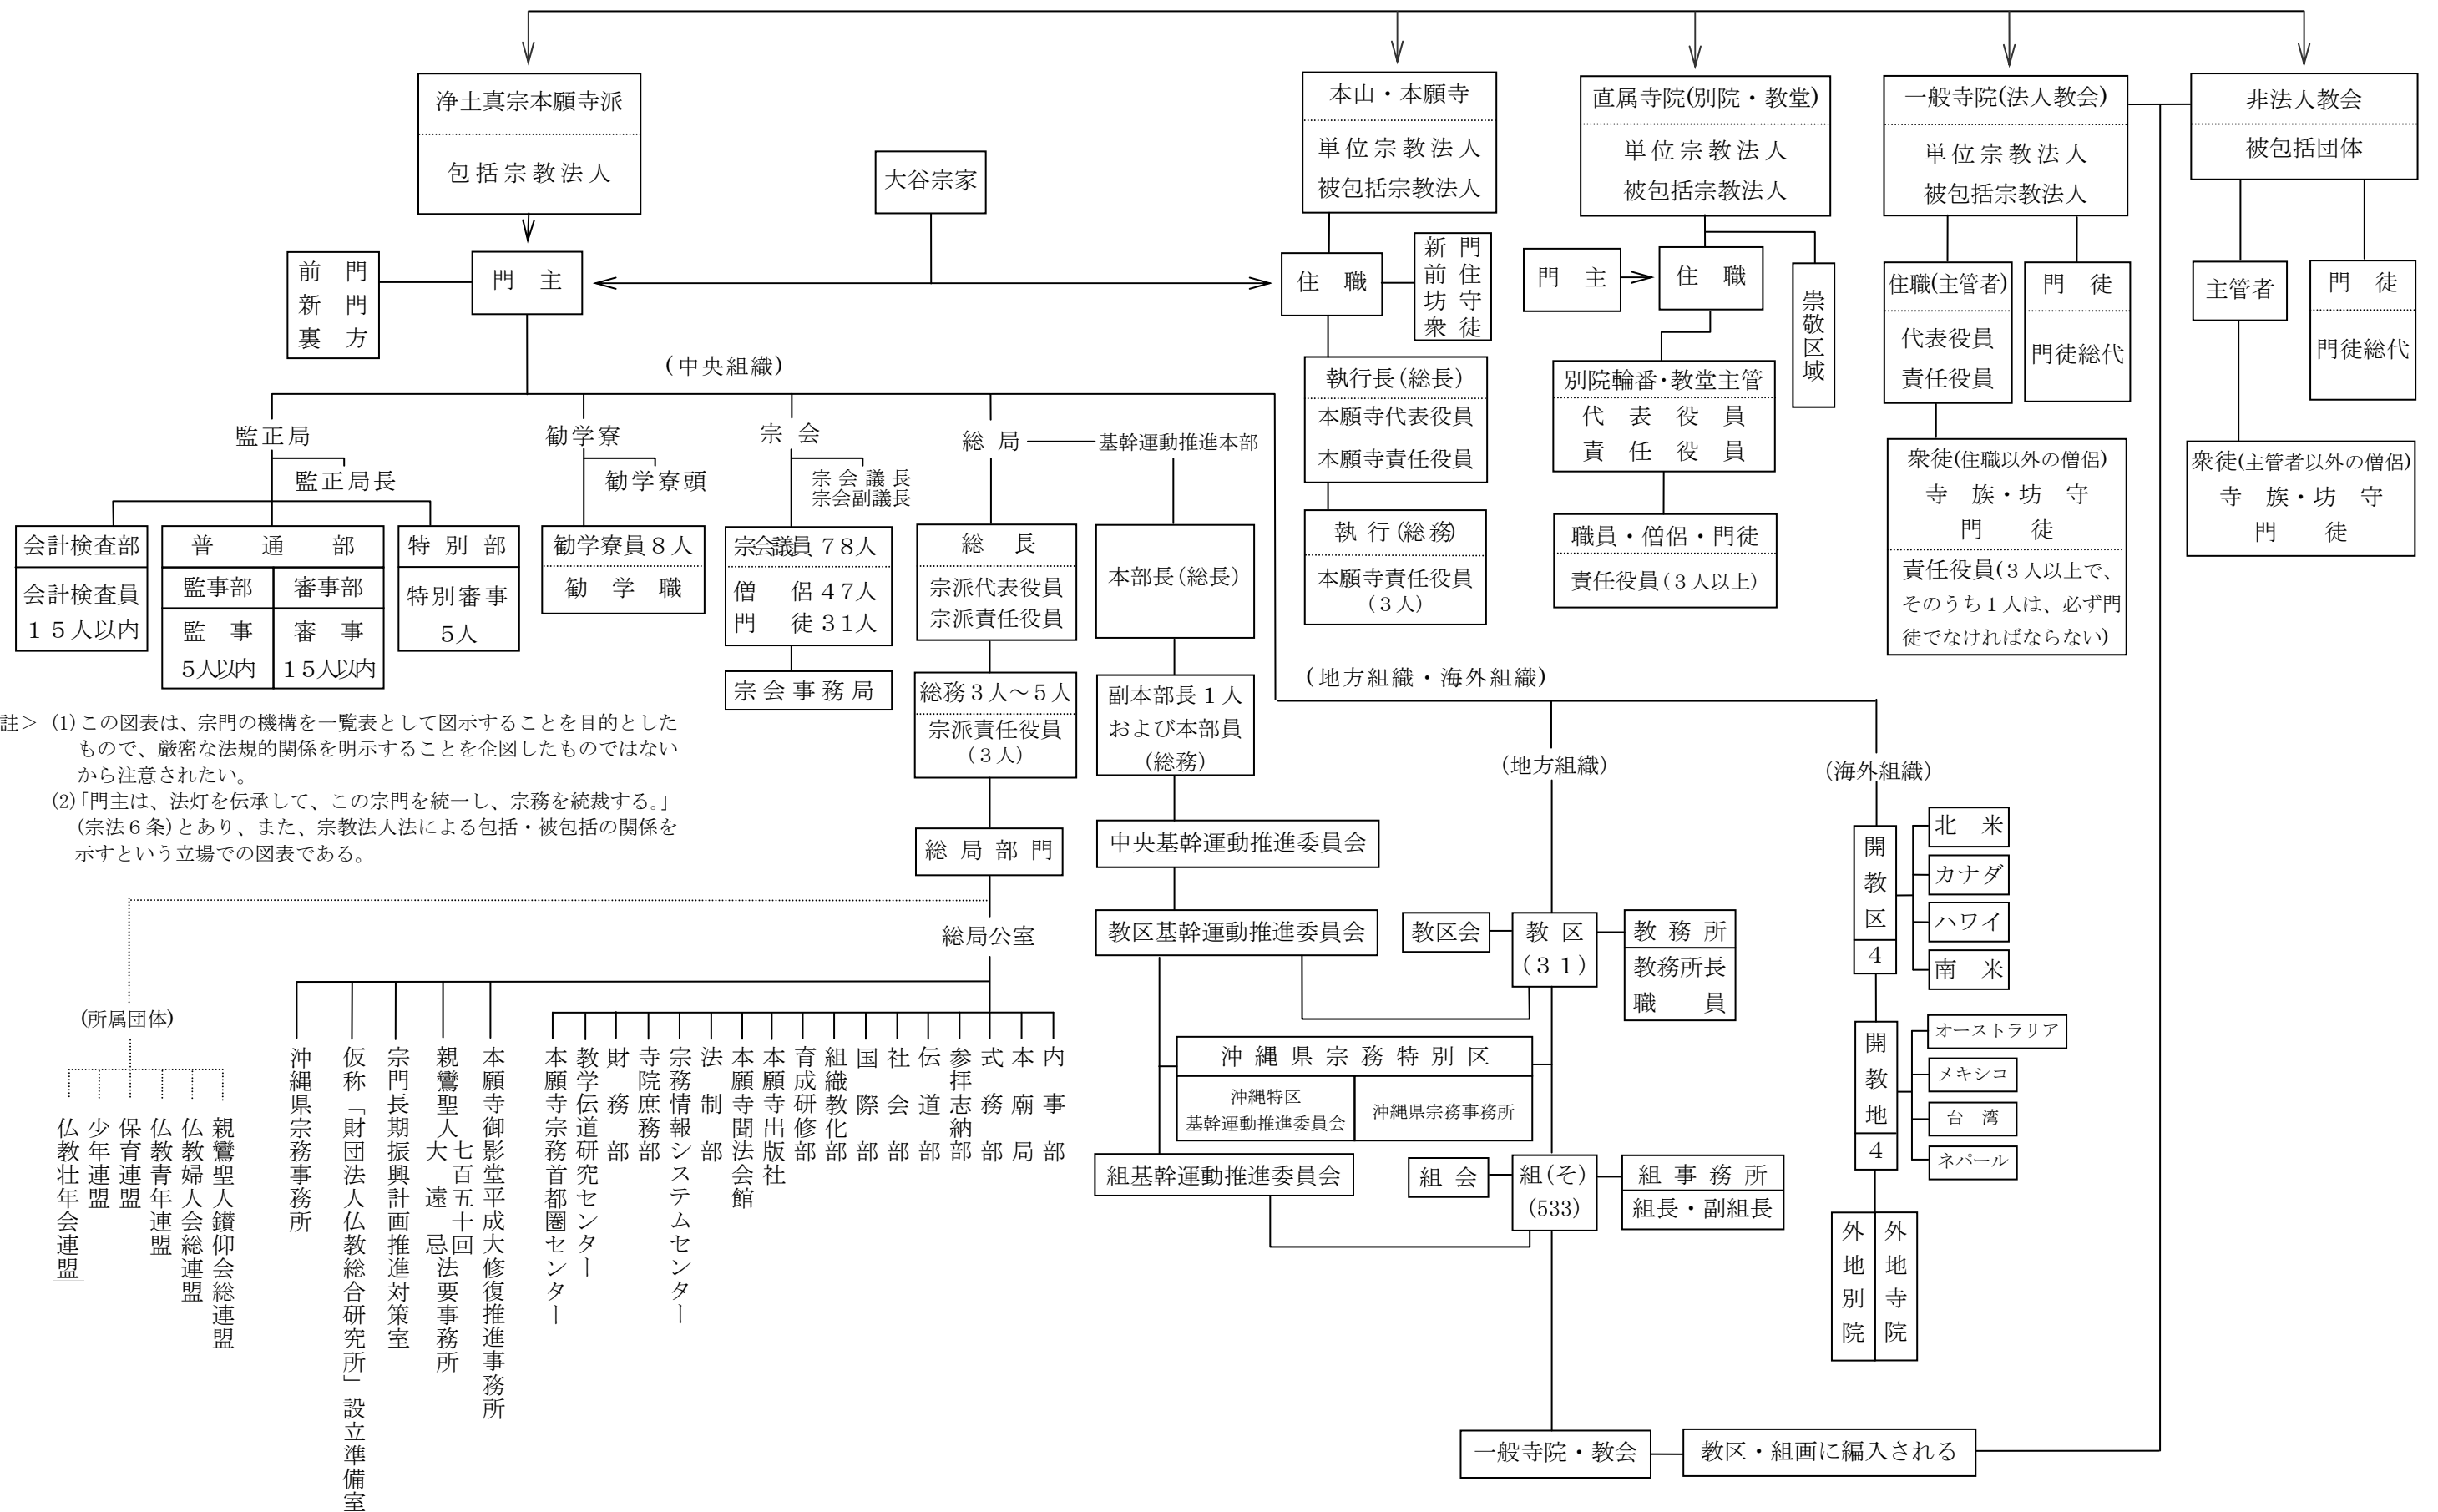 浄土真宗本願寺派
包括宗教法人
大谷宗家
本山・本願寺
単位宗教法人
被包括宗教法人
直属寺院(別院・教堂)
単位宗教法人
被包括宗教法人
一般寺院(法人教会)
単位宗教法人
被包括宗教法人
非法人教会
被包括団体
前　門
新　門
裏　方
門　主
住　職
新 門
前 住
坊 守
衆 徒
門　主
住　職
崇敬区域
住職(主管者)
代表役員
責任役員
門　徒
門徒総代
主管者
門　徒
門徒総代
執行長(総長)
本願寺代表役員
本願寺責任役員
執 行(総務)
本願寺責任役員
(３人)
別院輪番・教堂主管
代　表　役　員
責　任　役　員
職員・僧侶・門徒
責任役員(３人以上)
衆徒(住職以外の僧侶)
寺　族・坊　守
門　　徒
責任役員(３人以上で、
そのうち１人は、必ず門
徒でなければならない)
衆徒(主管者以外の僧侶)
寺　族・坊　守
門　　徒
(中央組織)
監正局
監正局長
勧学寮
勧学寮頭
宗 会
宗 会 議 長
宗会副議長
総 局
基幹運動推進本部
会計検査部
会計検査員
１５人以内
普　通　部
監事部
審事部
監　事
５人以内
審　事
１５人以内
特 別 部
特別審事
５人
勧学寮員８人
勧　学　職
宗会議員７８人
僧　　侶４７人
門　　徒３１人
宗会事務局
総　長
宗派代表役員
宗派責任役員
総務３人～５人
宗派責任役員
(３人)
総 局 部 門
総局公室
本部長(総長)
副本部長１人
および本部員
(総務)
中央基幹運動推進委員会
教区基幹運動推進委員会
組基幹運動推進委員会
註＞ (1)この図表は、宗門の機構を一覧表として図示することを目的とした
もので、厳密な法規的関係を明示することを企図したものではない
から注意されたい。
(2)「門主は、法灯を伝承して、この宗門を統一し、宗務を統裁する。」
(宗法６条)とあり、また、宗教法人法による包括・被包括の関係を
示すという立場での図表である。
(所属団体)
仏教壮年会連盟
少年連盟
保育連盟
仏教青年連盟
仏教婦人会総連盟
親鸞聖人鑚仰会総連盟
沖縄県宗務事務所
仮称「財団法人仏教総合研究所」設立準備室
宗門長期振興計画推進対策室
親鸞聖人七百五十回大遠忌法要事務所
本願寺御影堂平成大修復推進事務所
本願寺宗務首都圏センター
教学伝道研究センター
財　務　部
寺院庶務部
宗務情報システムセンター
法　制　部
本願寺聞法会館
本願寺出版社
育成研修部
組織教化部
国　際　部
社　会　部
伝　道　部
参拝志納部
式　務　部
本　廟　局
内　事　部
(地方組織・海外組織)
(地方組織)
(海外組織)
教区会
教 区
(３１)
教 務 所
教務所長
職　　員
沖 縄 県 宗 務 特 別 区
沖縄特区
基幹運動推進委員会
沖縄県宗務事務所
組 会
組(そ)
(533)
組 事 務 所
組長・副組長
開教区
４
北　米
カナダ
ハワイ
南　米
開教地
４
オーストラリア
メキシコ
台　湾
ネパール
外地別院
外地寺院
一般寺院・教会
教区・組画に編入される